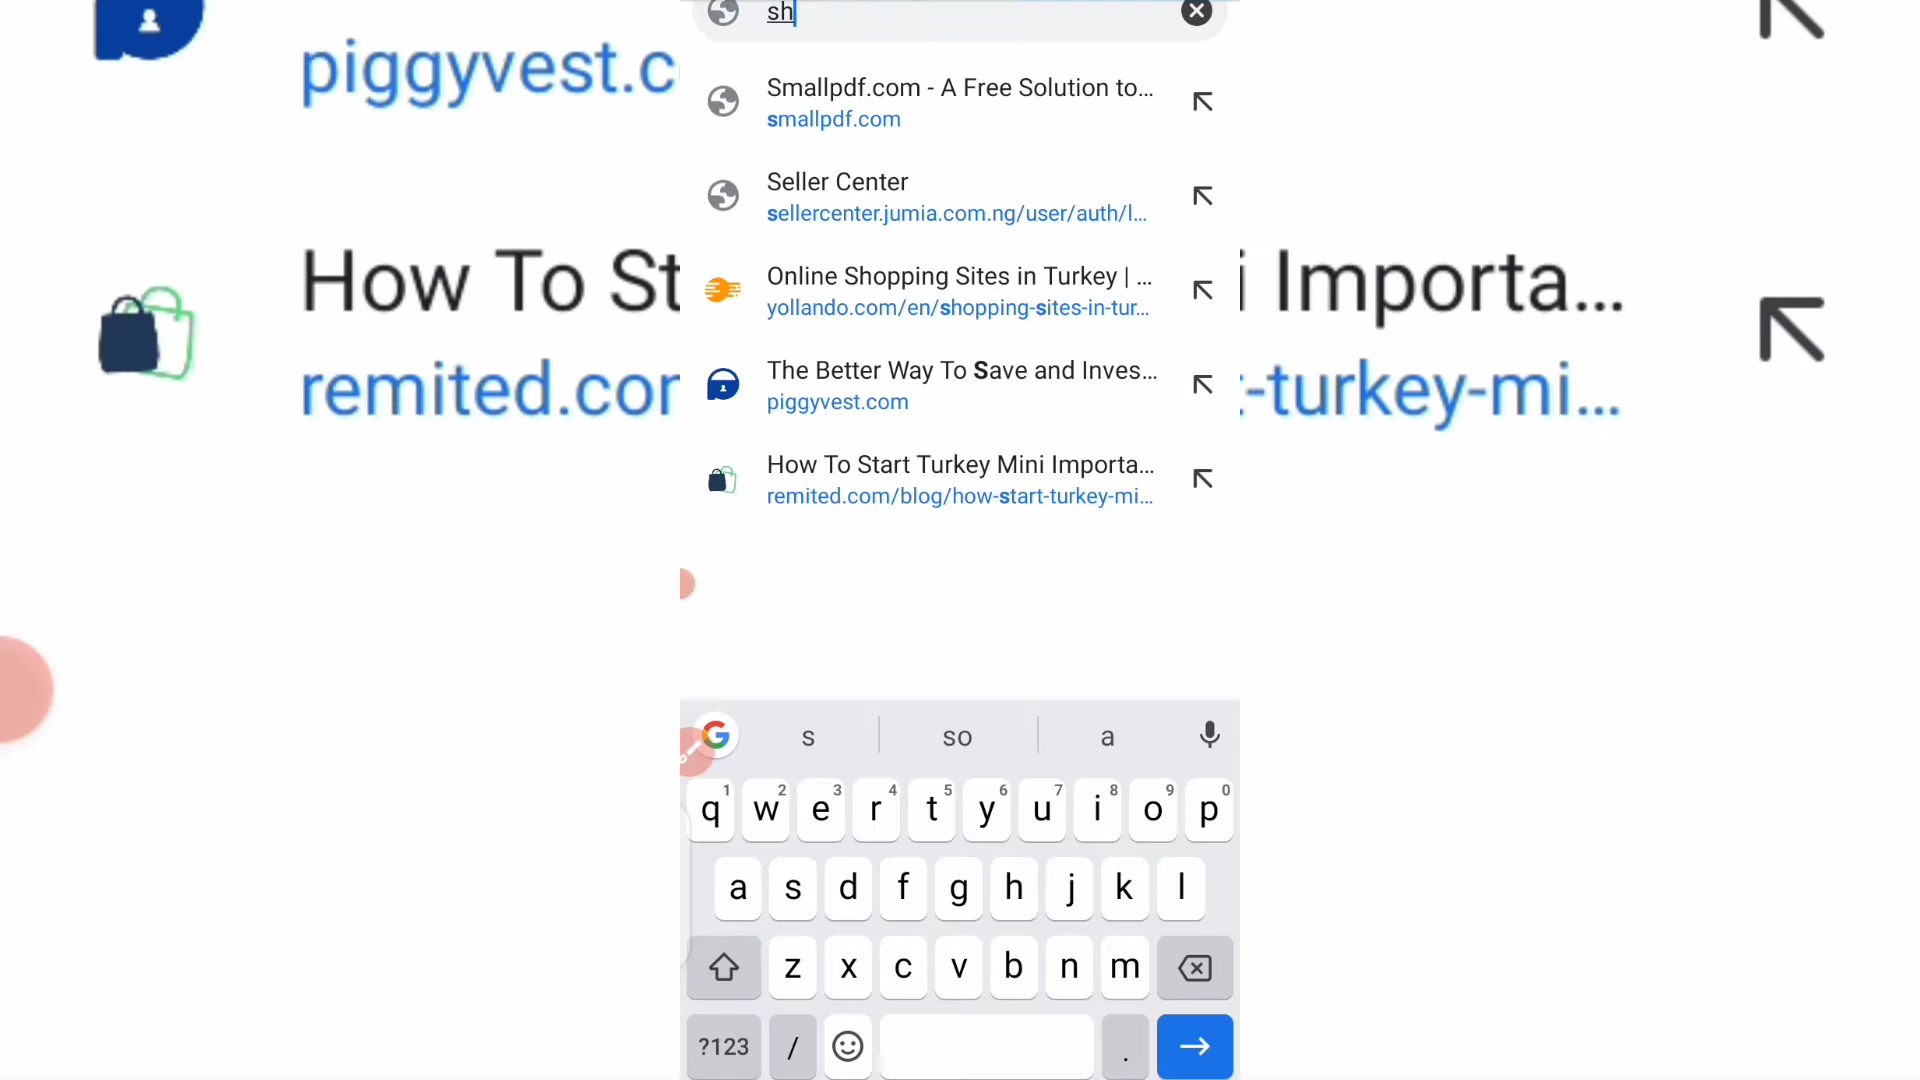 sh
Smallpdf.com - A Free Solution to...
smallpdf.com
Seller Center
sellercenter.jumia.com.ng/user/auth/l...
Online Shopping Sites in Turkey | ...
yollando.com/en/shopping-sites-in-tur...
The Better Way To Save and Inves...
piggyvest.com
How To Start Turkey Mini Importa...
remited.com/blog/how-start-turkey-mi...
piggyvest.c
How To St
i Importa...
remited.cor
-turkey-mi...
s so a
q1 w2 e3 r4 t5 y6 u7 i8 o9 p0
a s d f g h j k l
z x c v b n m
?123 / .